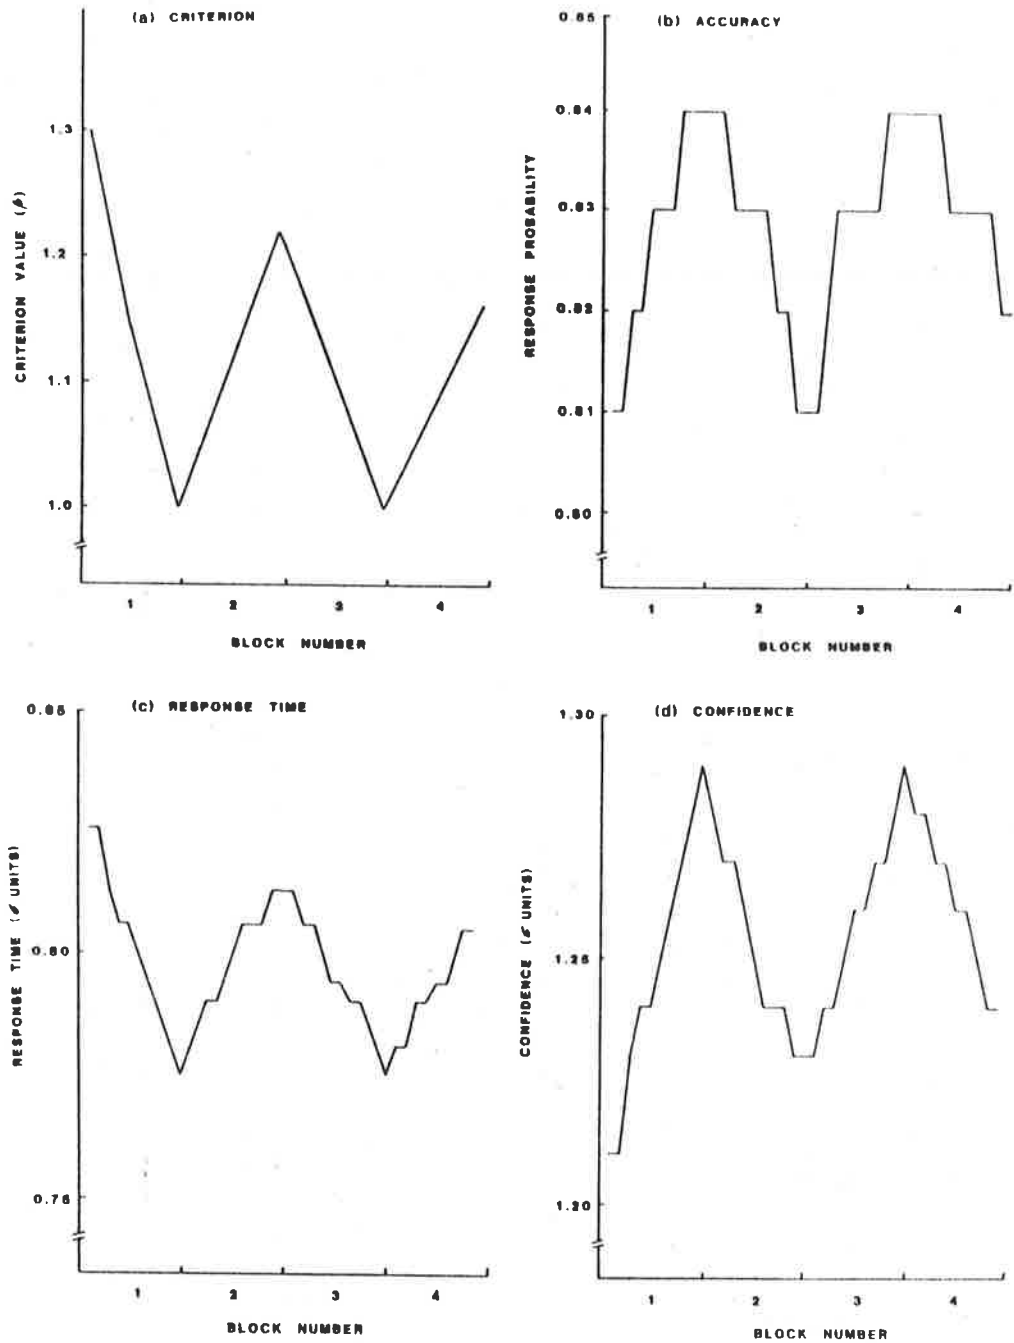 (a) CRITERION
1.3
1.2
1.1
1.0
CRITERION VALUE (β)
1 2 3 4
BLOCK NUMBER
(b) ACCURACY
0.85
0.84
0.83
0.82
0.81
0.80
RESPONSE PROBABILITY
1 2 3 4
BLOCK NUMBER
(c) RESPONSE TIME
0.85
0.80
0.75
RESPONSE TIME (σ UNITS)
1 2 3 4
BLOCK NUMBER
(d) CONFIDENCE
1.30
1.25
1.20
CONFIDENCE (σ UNITS)
1 2 3 4
BLOCK NUMBER